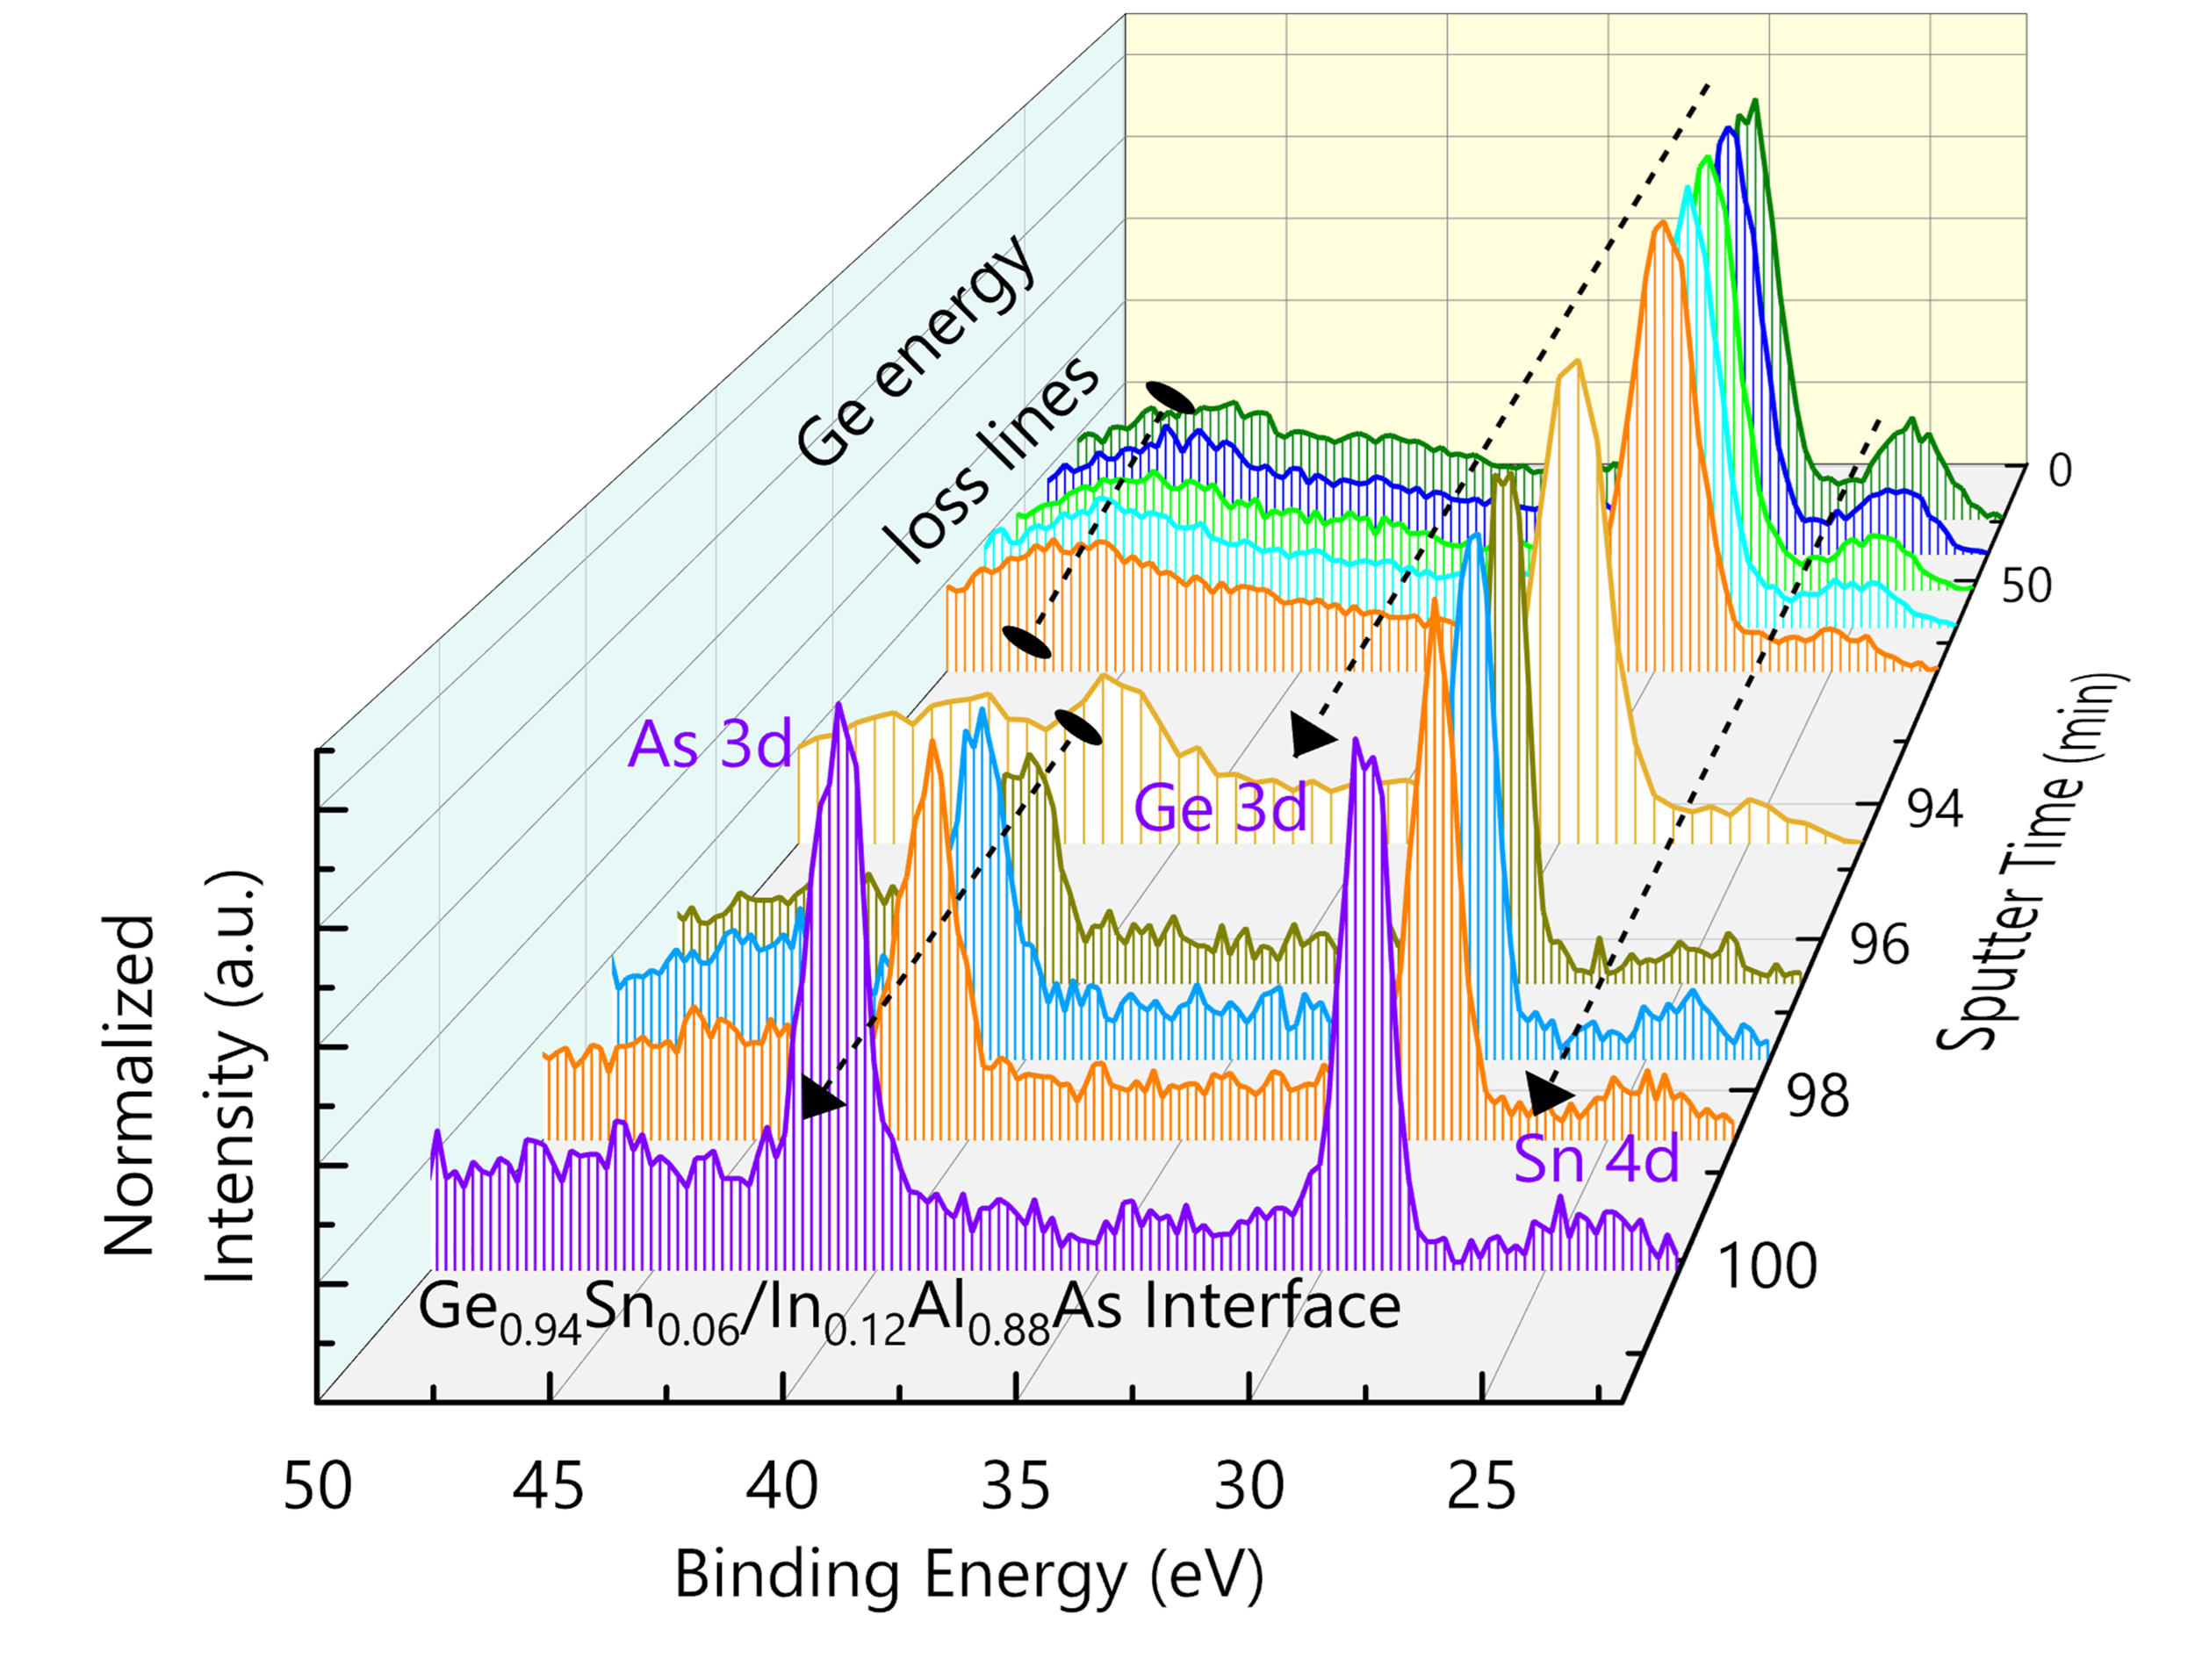 Ge energy
loss lines
As 3d
Ge 3d
Sn 4d
0
50
94
96
98
100
Sputter Time (min)
Normalized
Intensity (a.u.)
Ge₀.₉₄Sn₀.₀₆/In₀.₁₂Al₀.₈₈As Interface
50 45 40 35 30 25
Binding Energy (eV)